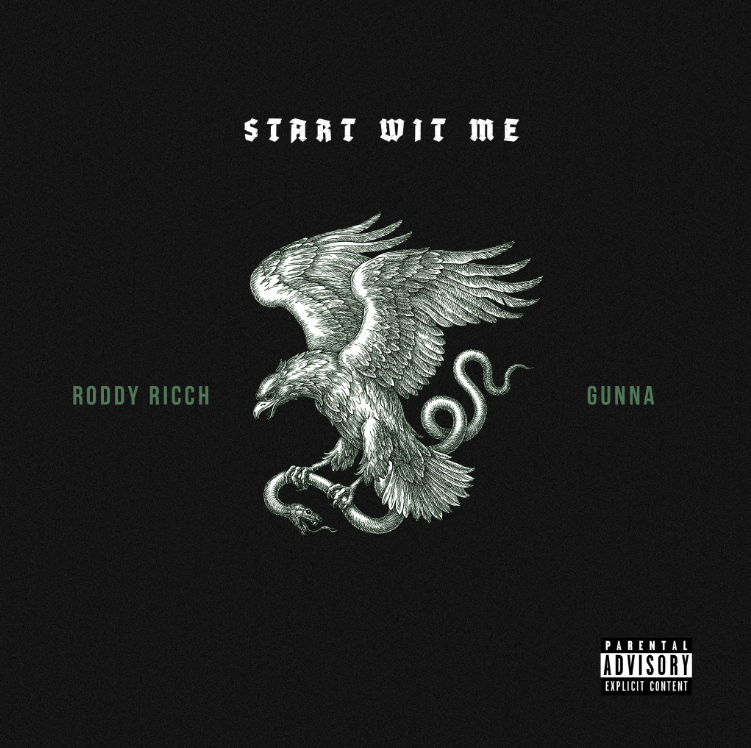 START WIT ME
RODDY RICCH
GUNNA
PARENTAL
ADVISORY
EXPLICIT CONTENT